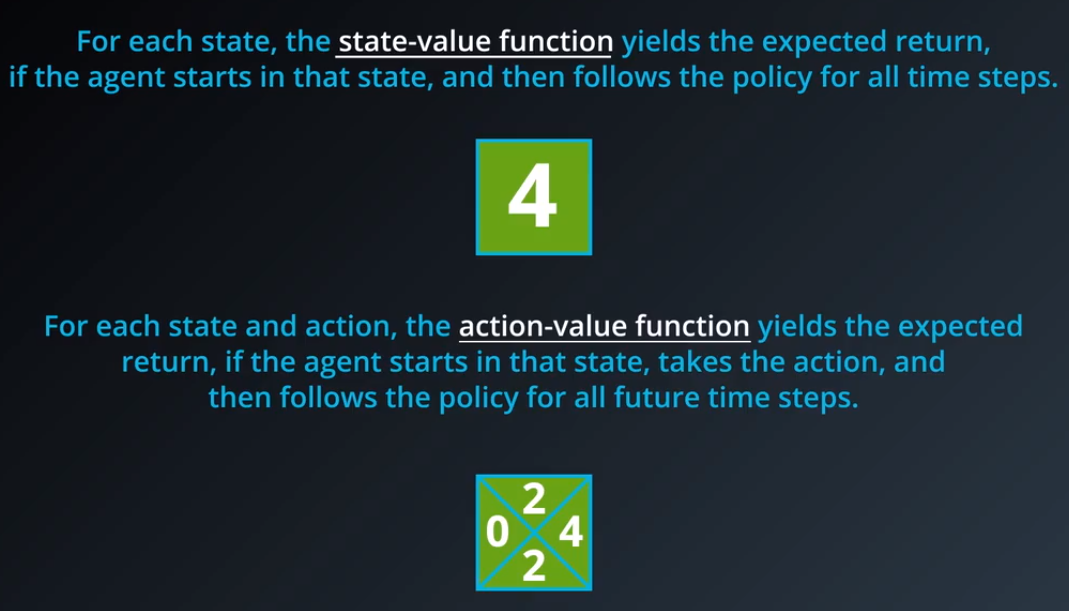 For each state, the state-value function yields the expected return,
if the agent starts in that state, and then follows the policy for all time steps.
4
For each state and action, the action-value function yields the expected
return, if the agent starts in that state, takes the action, and
then follows the policy for all future time steps.
2
0 4
2